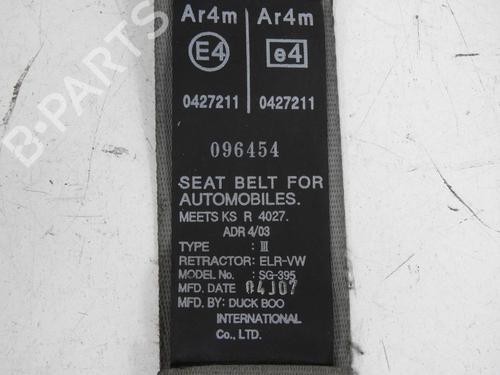 Ar4m Ar4m
E4 e4
0427211 0427211
096454
SEAT BELT FOR
AUTOMOBILES.
MEETS KS R 4027.
ADR 4/03
TYPE : III
RETRACTOR: ELR-VW
MODEL No. : SG-395
MFD. DATE 04J07
MFD. BY: DUCK BOO
INTERNATIONAL
Co., LTD.
B-PARTS